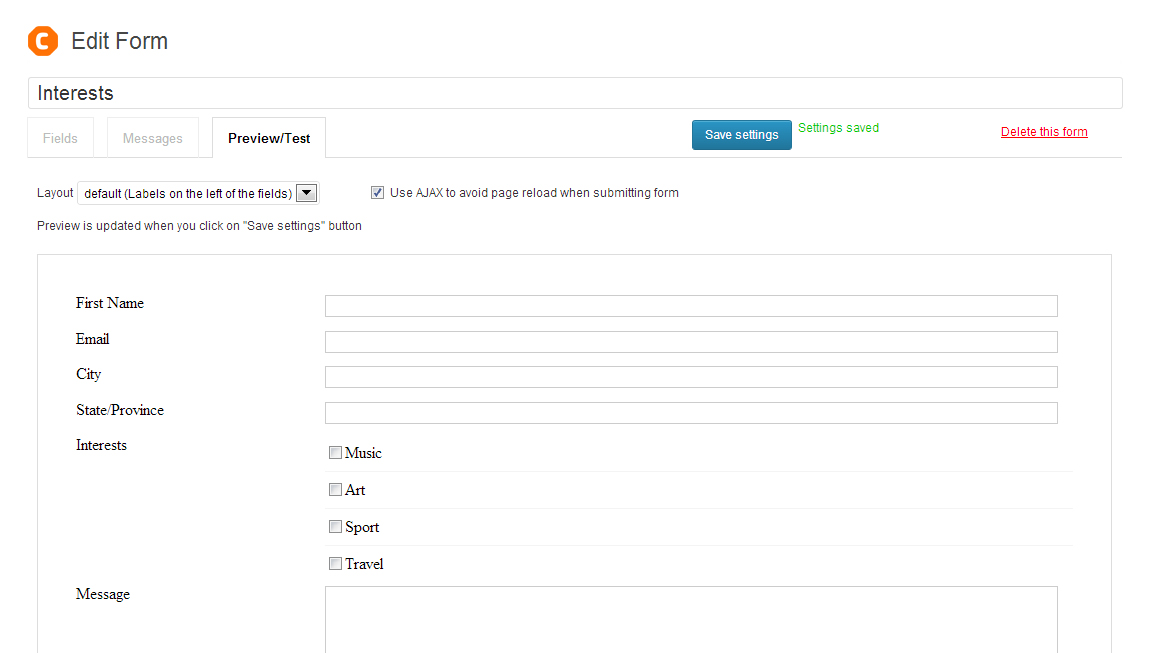 C Edit Form
Interests
Fields Messages Preview/Test Save settings Settings saved Delete this form
Layout default (Labels on the left of the fields) Use AJAX to avoid page reload when submitting form
Preview is updated when you click on "Save settings" button
First Name
Email
City
State/Province
Interests
Music
Art
Sport
Travel
Message